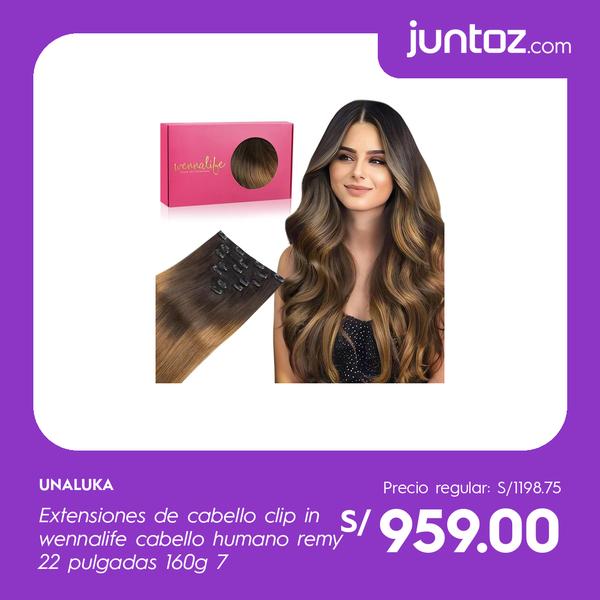 juntoz.com
wennalife
UNALUKA
Precio regular: S/1198.75
Extensiones de cabello clip in
wennalife cabello humano remy
22 pulgadas 160g 7
S/ 959.00